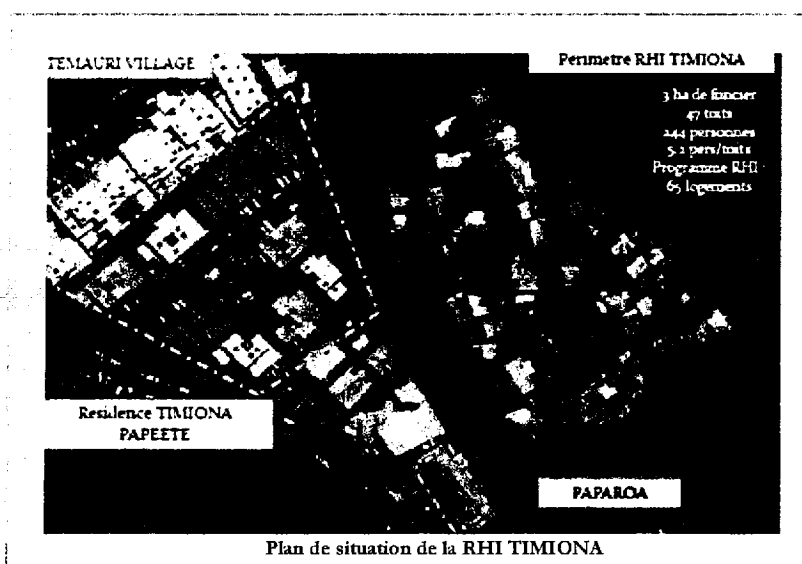 TEMAURI VILLAGE
Perimetre RHI TIMIONA
3 ha de foncier
47 toits
244 personnes
5.2 pers/toits
Programme RHI
65 logements
Residence TIMIONA
PAPEETE
PAPAROA
Plan de situation de la RHI TIMIONA